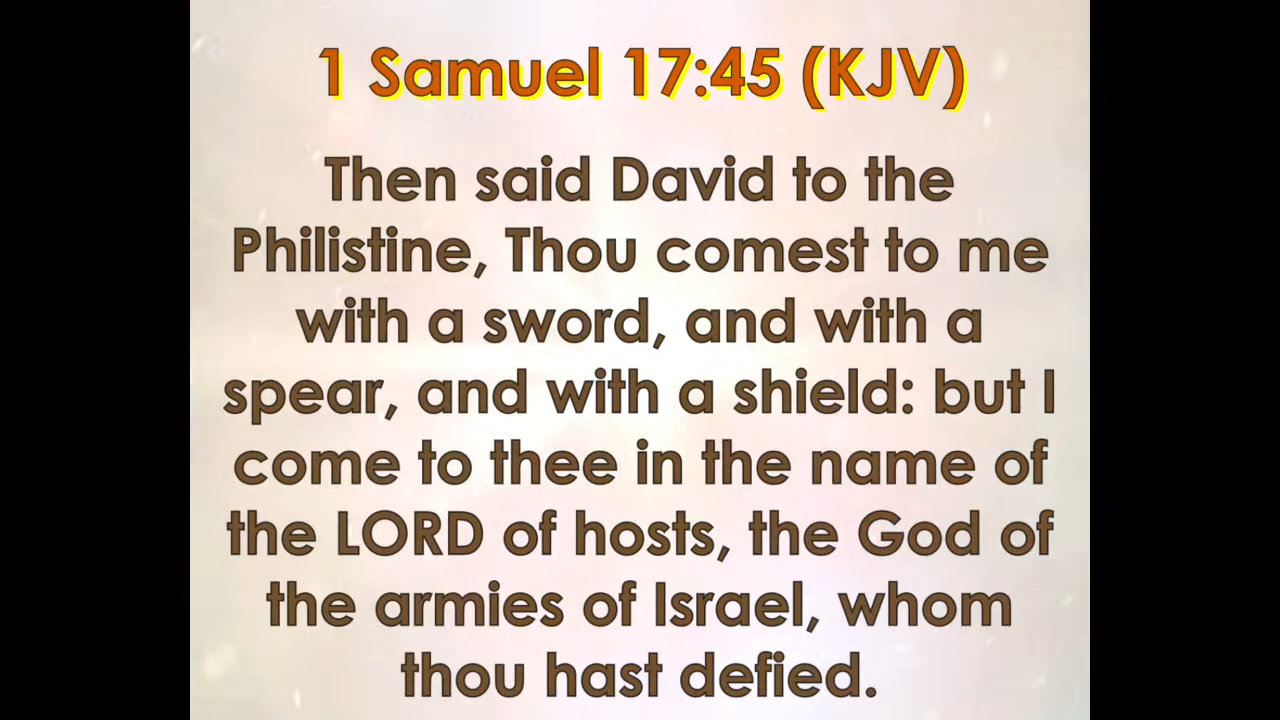 1 Samuel 17:45 (KJV)
Then said David to the
Philistine, Thou comest to me
with a sword, and with a
spear, and with a shield: but I
come to thee in the name of
the LORD of hosts, the God of
the armies of Israel, whom
thou hast defied.